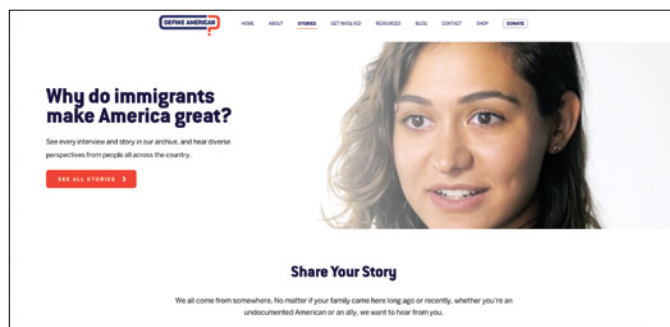 DEFINE AMERICAN
HOME ABOUT STORIES GET INVOLVED RESOURCES BLOG CONTACT SHOP DONATE
Why do immigrants
make America great?
See every interview and story in our archive, and hear diverse
perspectives from people all across the country.
SEE ALL STORIES
Share Your Story
We all come from somewhere. No matter if your family came here long ago or recently, whether you're an
undocumented American or an ally, we want to hear from you.